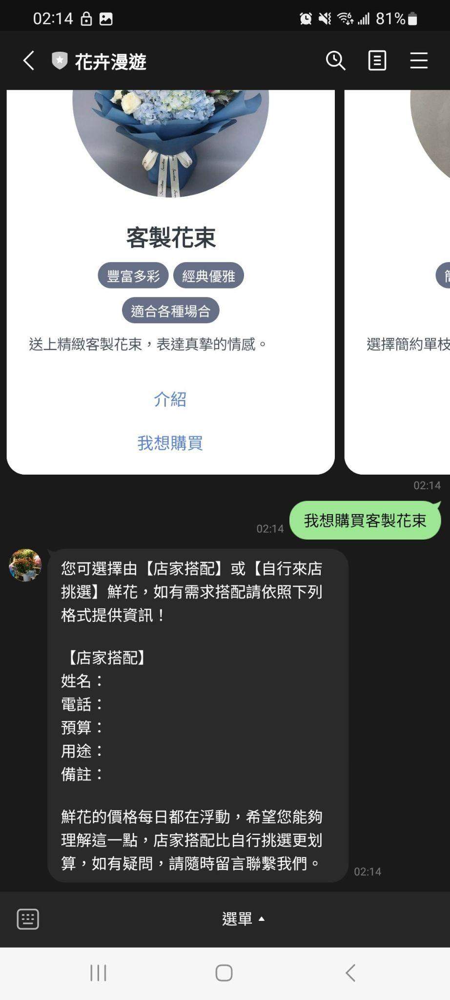 02:14
81%
花卉漫遊
客製花束
豐富多彩
經典優雅
適合各種場合
送上精緻客製花束，表達真摯的情感。
選擇簡約單枝
介紹
我想購買
02:14
我想購買客製花束
02:14
您可選擇由【店家搭配】或【自行來店
挑選】鮮花，如有需求搭配請依照下列
格式提供資訊！
【店家搭配】
姓名：
電話：
預算：
用途：
備註：
鮮花的價格每日都在浮動，希望您能夠
理解這一點，店家搭配比自行挑選更划
算，如有疑問，請隨時留言聯繫我們。
02:14
選單